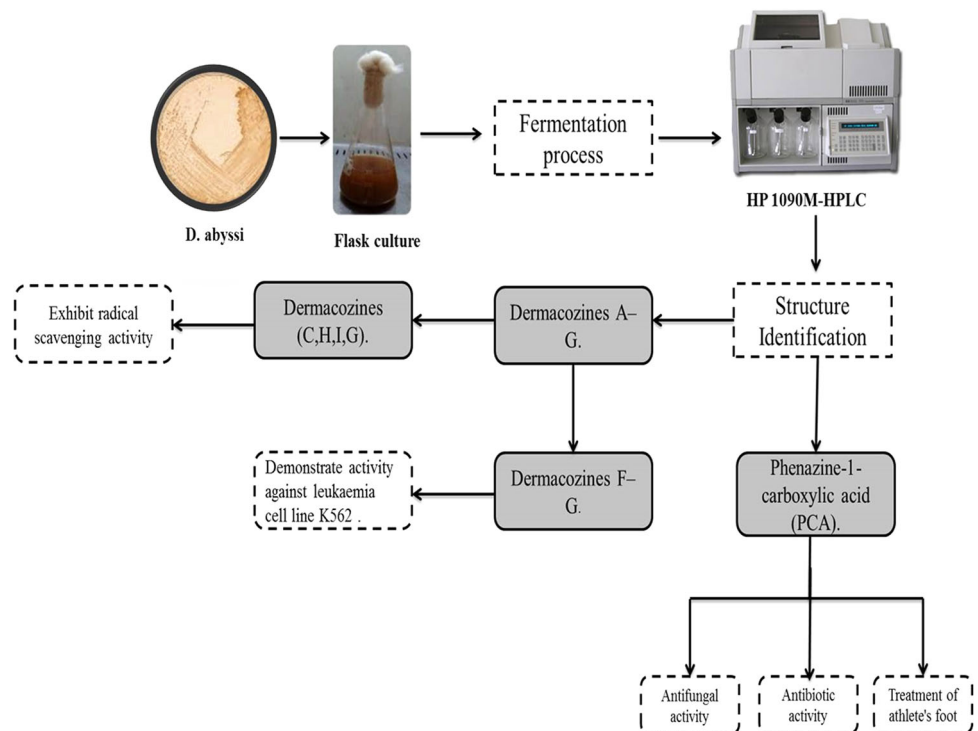 Fermentation
process
D. abyssi
Flask culture
HP 1090M-HPLC
Exhibit radical
scavenging activity
Dermacozines
(C,H,I,G).
Dermacozines A–
G.
Structure
Identification
Demonstrate activity
against leukaemia
cell line K562 .
Dermacozines F–
G.
Phenazine-1-
carboxylic acid
(PCA).
Antifungal
activity
Antibiotic
activity
Treatment of
athlete's foot